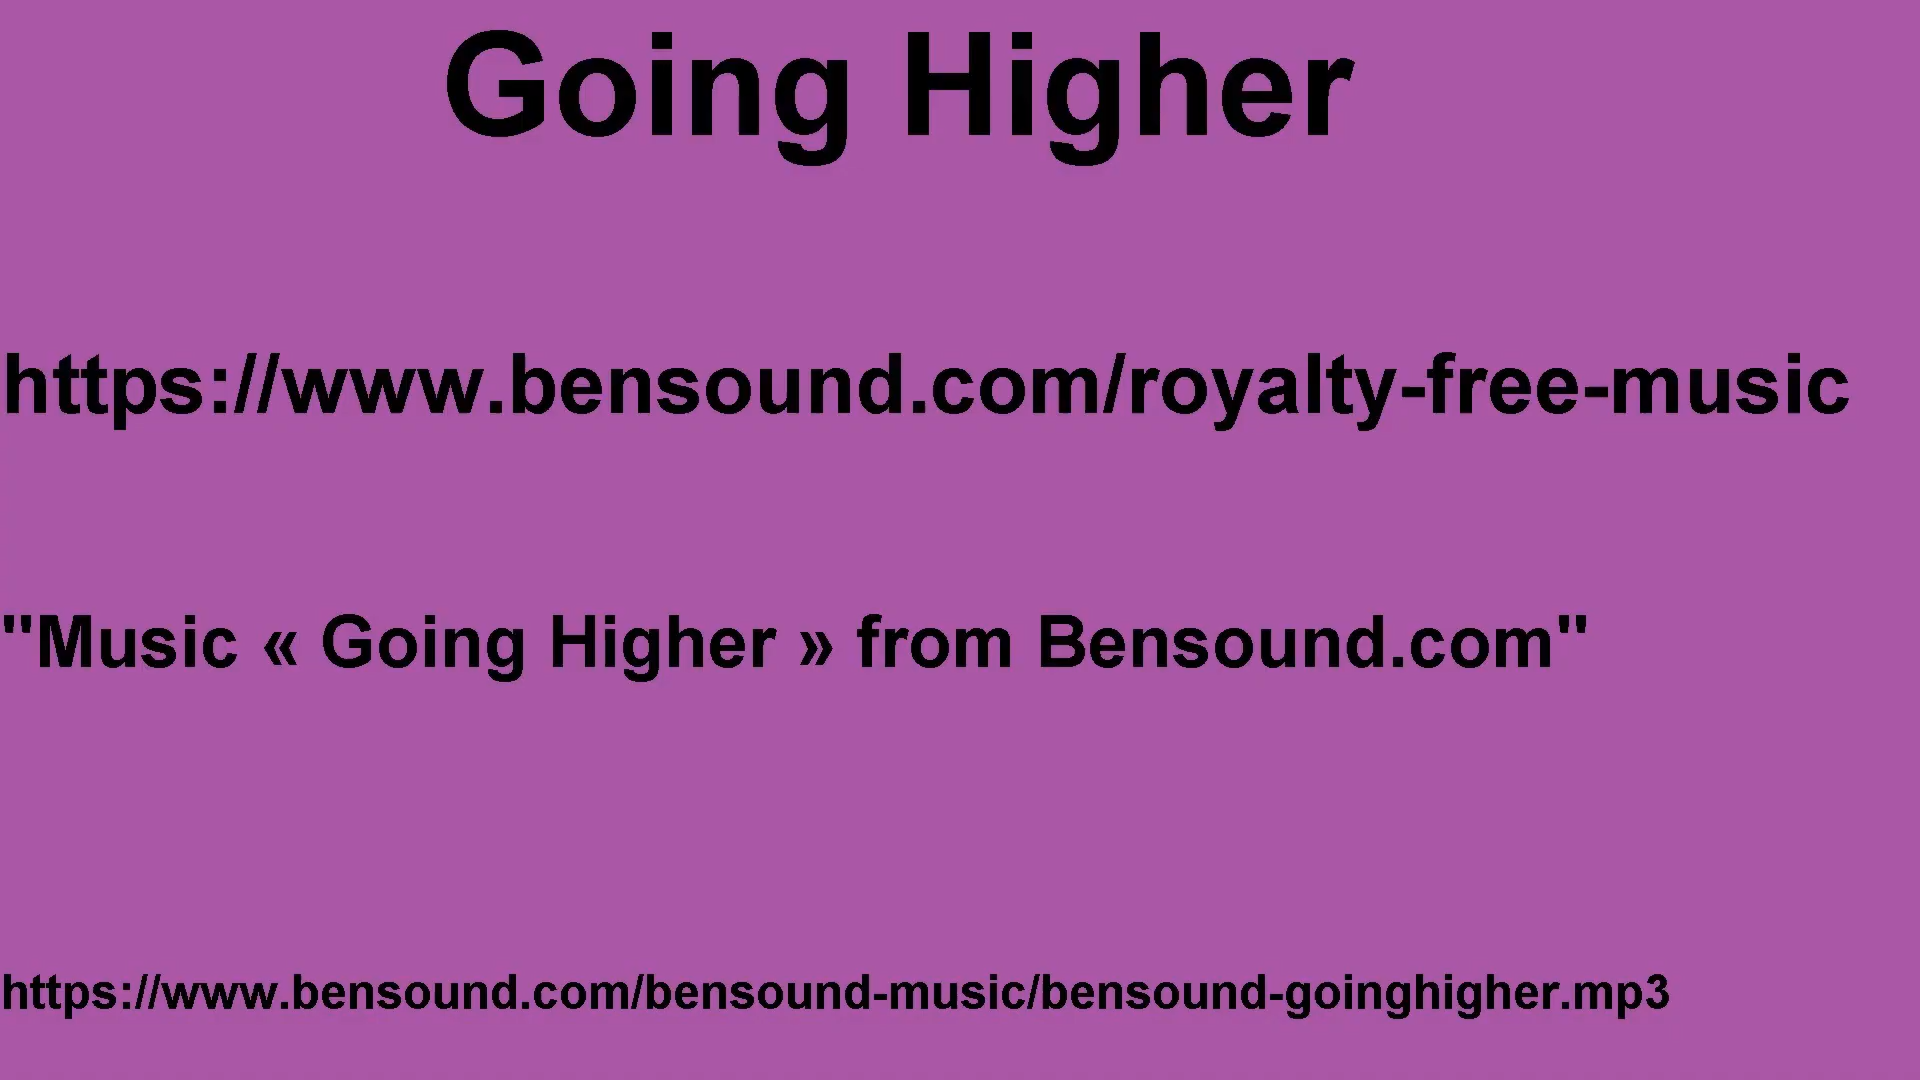 Going Higher
https://www.bensound.com/royalty-free-music
"Music « Going Higher » from Bensound.com"
https://www.bensound.com/bensound-music/bensound-goinghigher.mp3